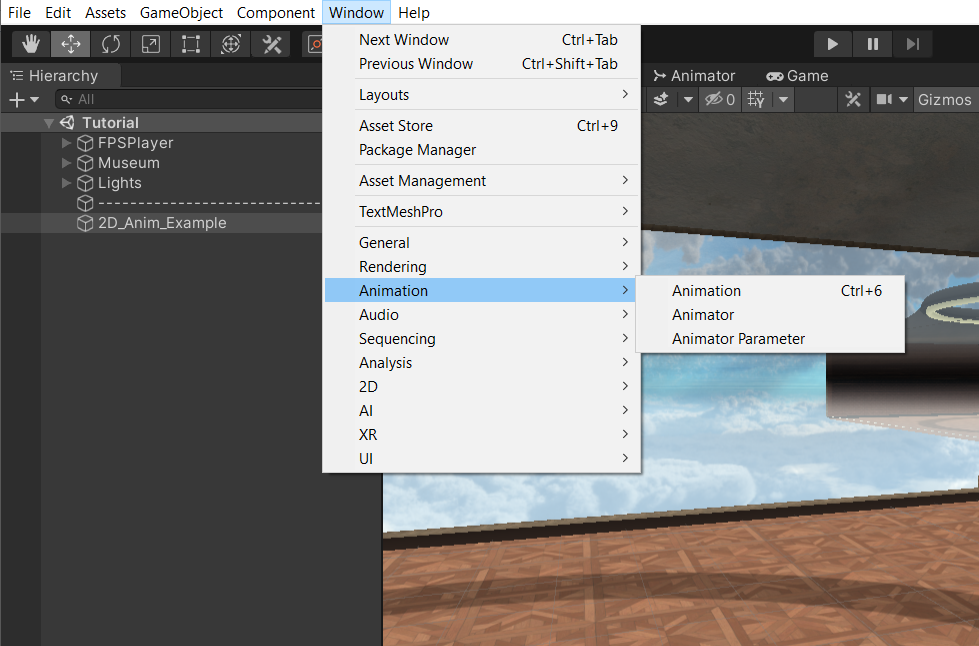 File Edit Assets GameObject Component Window Help
Next Window Ctrl+Tab
Previous Window Ctrl+Shift+Tab
Layouts
Asset Store Ctrl+9
Package Manager
Asset Management
TextMeshPro
General
Rendering
Animation
Audio
Sequencing
Analysis
2D
AI
XR
UI
Animation Ctrl+6
Animator
Animator Parameter
Hierarchy
All
Tutorial
FPSPlayer
Museum
Lights
-----------------------------
2D_Anim_Example
Animator Game
0 Gizmos